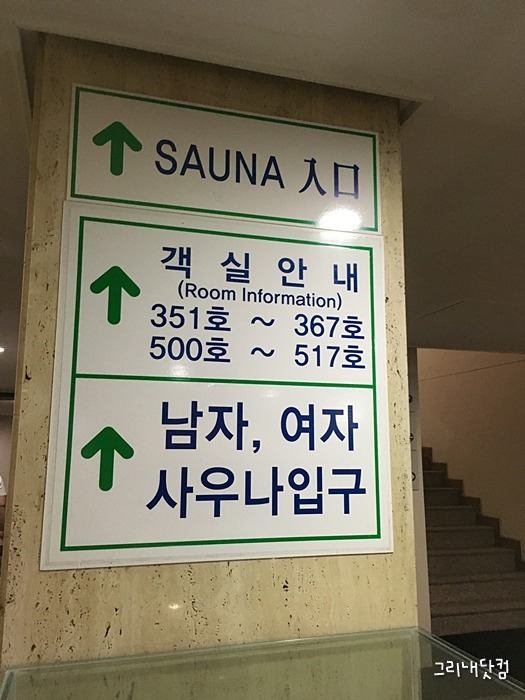 SAUNA 入口
객 실 안 내
(Room Information)
351호 ~ 367호
500호 ~ 517호
남자, 여자
사우나입구
그리내닷컴